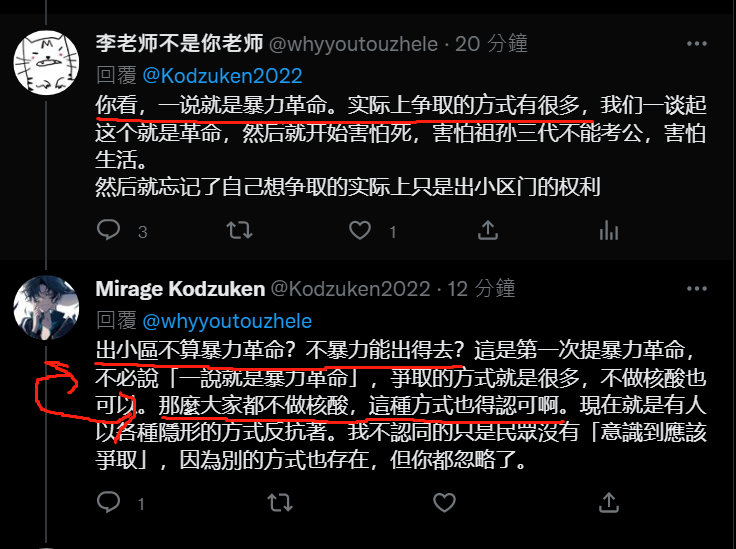 李老师不是你老师 @whyyoutouzhele · 20 分鐘
回覆 @Kodzuken2022
你看，一说就是暴力革命。实际上争取的方式有很多，我们一谈起
这个就是革命，然后就开始害怕死，害怕祖孙三代不能考公，害怕
生活。
然后就忘记了自己想争取的实际上只是出小区门的权利
3 1
Mirage Kodzuken @Kodzuken2022 · 12 分鐘
回覆 @whyyoutouzhele
出小區不算暴力革命？不暴力能出得去？這是第一次提暴力革命，
不必說「一說就是暴力革命」，爭取的方式就是很多，不做核酸也
可以。那麼大家都不做核酸，這種方式也得認可啊。現在就是有人
以各種隱形的方式反抗著。我不認同的只是民眾沒有「意識到應該
爭取」，因為別的方式也存在，但你都忽略了。
1